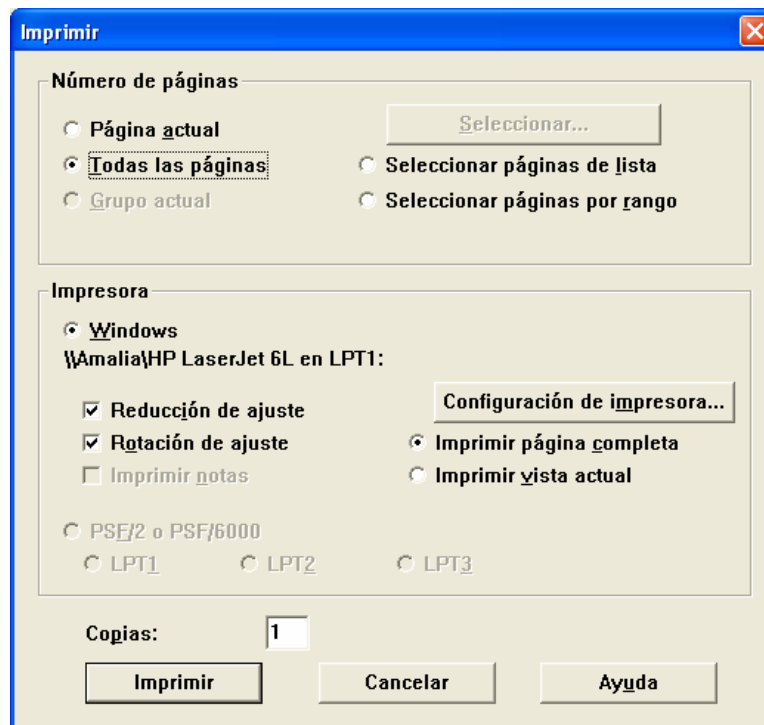 Imprimir
Número de páginas
Página actual
Seleccionar...
Todas las páginas
Seleccionar páginas de lista
Grupo actual
Seleccionar páginas por rango
Impresora
Windows
\\Amalia\HP LaserJet 6L en LPT1:
Reducción de ajuste
Configuración de impresora...
Rotación de ajuste
Imprimir página completa
Imprimir notas
Imprimir vista actual
PSF/2 o PSF/6000
LPT1 LPT2 LPT3
Copias: 1
Imprimir Cancelar Ayuda